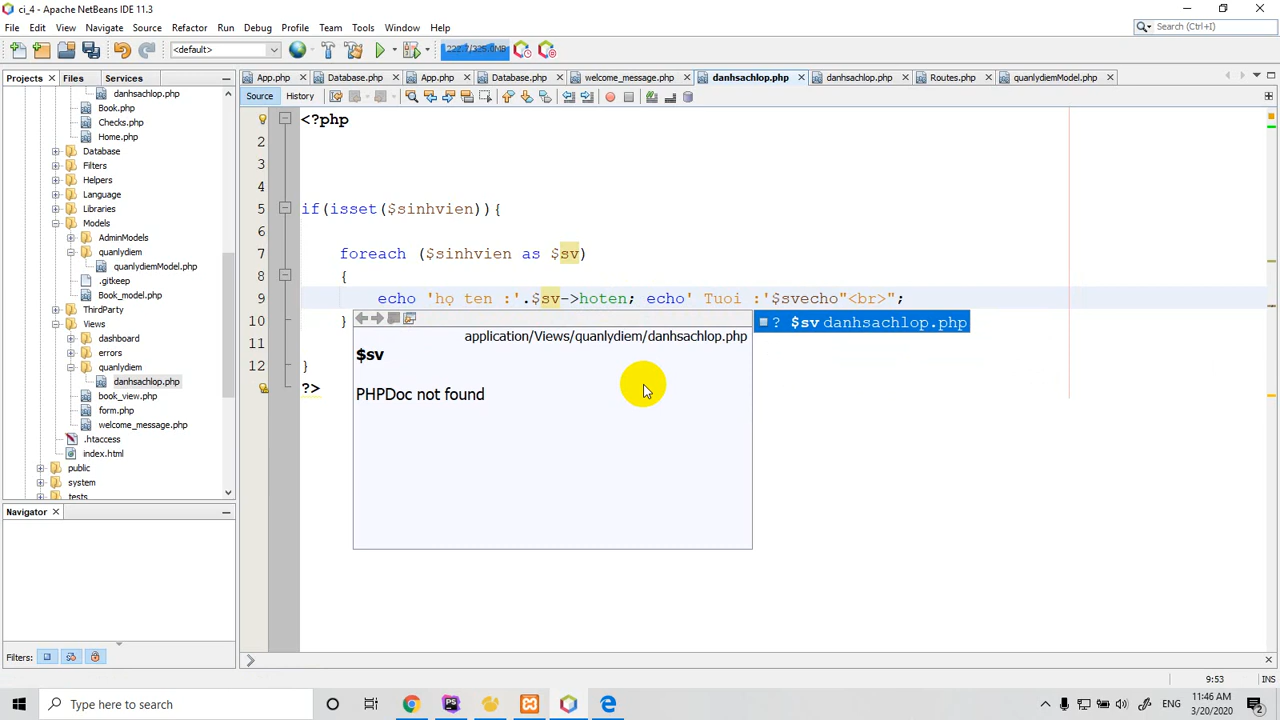 ci_4 - Apache NetBeans IDE 11.3
File Edit View Navigate Source Refactor Run Debug Profile Team Tools Window Help
Search (Ctrl+I)
<default>
Projects Files Services
App.php Database.php App.php Database.php welcome_message.php danhsachlop.php danhsachlop.php Routes.php quanlydiemModel.php
Source History
danhsachlop.php
Book.php
Checks.php
Home.php
Database
Filters
Helpers
Language
Libraries
Models
AdminModels
quanlydiem
quanlydiemModel.php
.gitkeep
Book_model.php
ThirdParty
Views
dashboard
errors
quanlydiem
danhsachlop.php
book_view.php
form.php
welcome_message.php
.htaccess
index.html
public
system
tests
Navigator
Filters:
<?php
2
3
4
5 if(isset($sinhvien)){
6
7 foreach ($sinhvien as $sv)
8 {
9 echo 'họ ten :'.$sv->hoten; echo' Tuoi :'$svecho"<br>";
10 }
11
12 }
?>
? $sv danhsachlop.php
application/Views/quanlydiem/danhsachlop.php
$sv
PHPDoc not found
9:53 INS
Type here to search
ENG
11:46 AM
3/20/2020
2